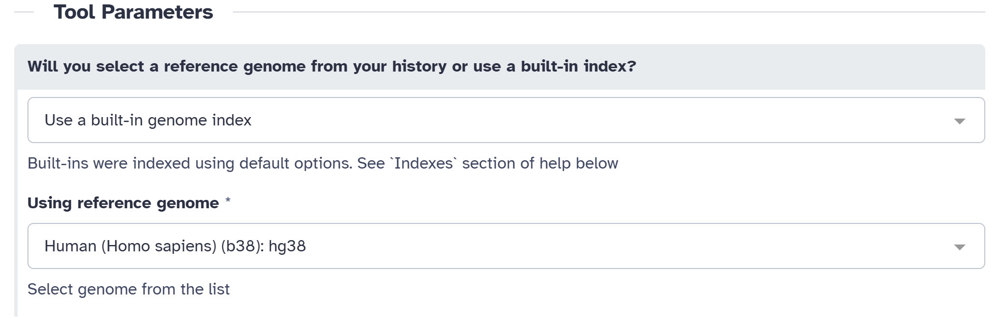 Tool Parameters
Will you select a reference genome from your history or use a built-in index?
Use a built-in genome index
Built-ins were indexed using default options. See `Indexes` section of help below
Using reference genome *
Human (Homo sapiens) (b38): hg38
Select genome from the list